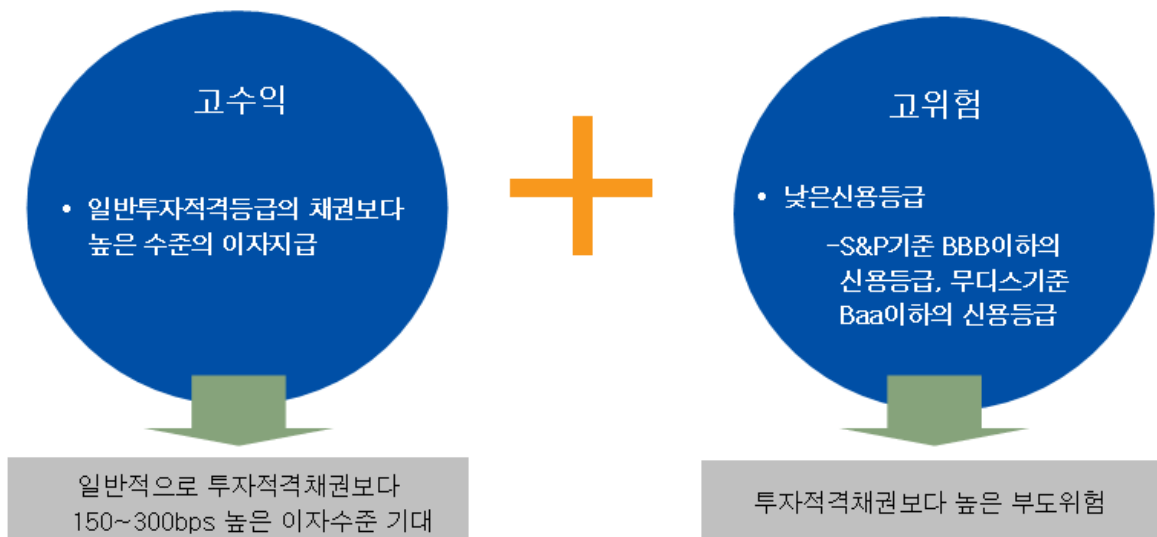 고수익
• 일반투자적격등급의 채권보다
높은 수준의 이자지급
일반적으로 투자적격채권보다
150~300bps 높은 이자수준 기대
고위험
• 낮은신용등급
-S&P기준 BBB이하의
신용등급, 무디스기준
Baa이하의 신용등급
투자적격채권보다 높은 부도위험